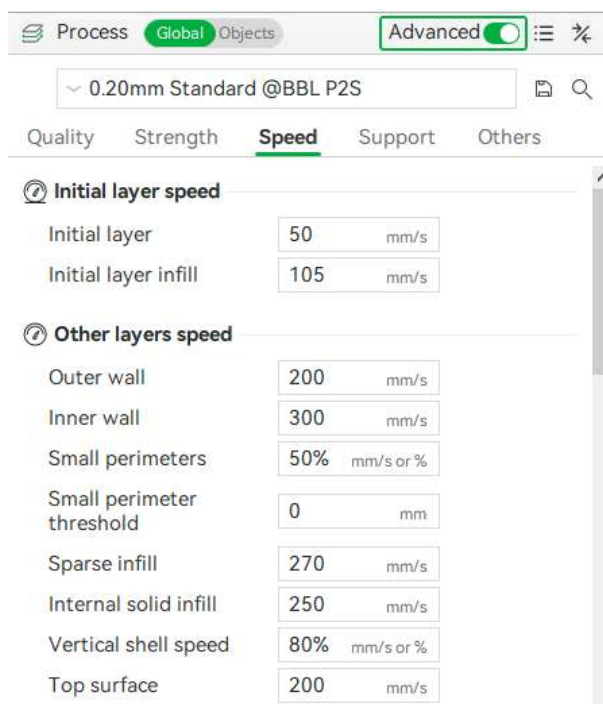 Process Global Objects Advanced
0.20mm Standard @BBL P2S
Quality Strength Speed Support Others
Initial layer speed
Initial layer 50 mm/s
Initial layer infill 105 mm/s
Other layers speed
Outer wall 200 mm/s
Inner wall 300 mm/s
Small perimeters 50% mm/s or %
Small perimeter
threshold 0 mm
Sparse infill 270 mm/s
Internal solid infill 250 mm/s
Vertical shell speed 80% mm/s or %
Top surface 200 mm/s